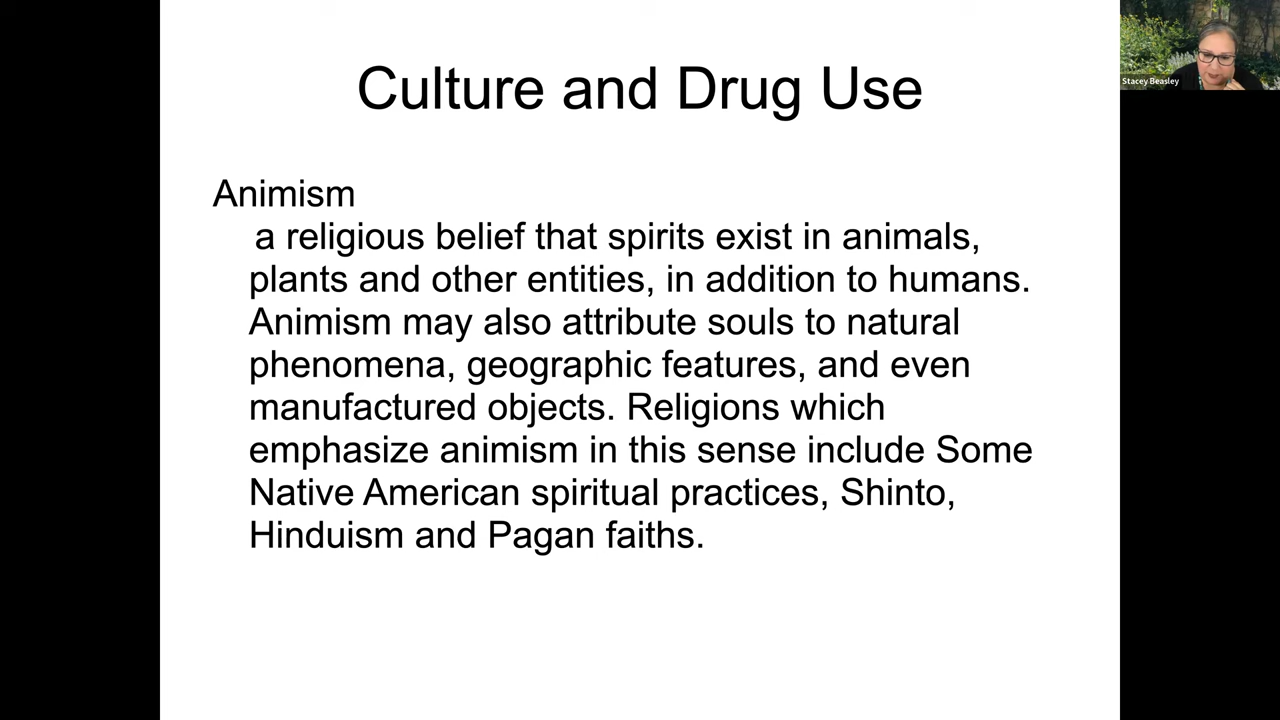 Culture and Drug Use
Stacey Beasley
Animism
a religious belief that spirits exist in animals,
plants and other entities, in addition to humans.
Animism may also attribute souls to natural
phenomena, geographic features, and even
manufactured objects. Religions which
emphasize animism in this sense include Some
Native American spiritual practices, Shinto,
Hinduism and Pagan faiths.